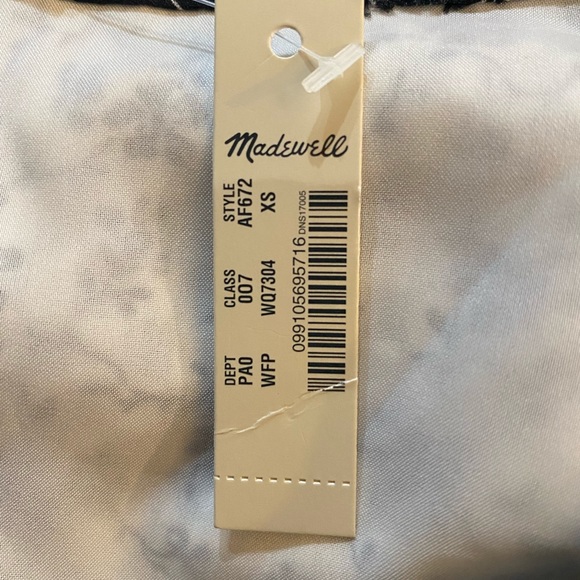 Madewell
DEPT CLASS STYLE
PA0 007 AF672
WFP WQ7304 XS
099105695716 DNS17005